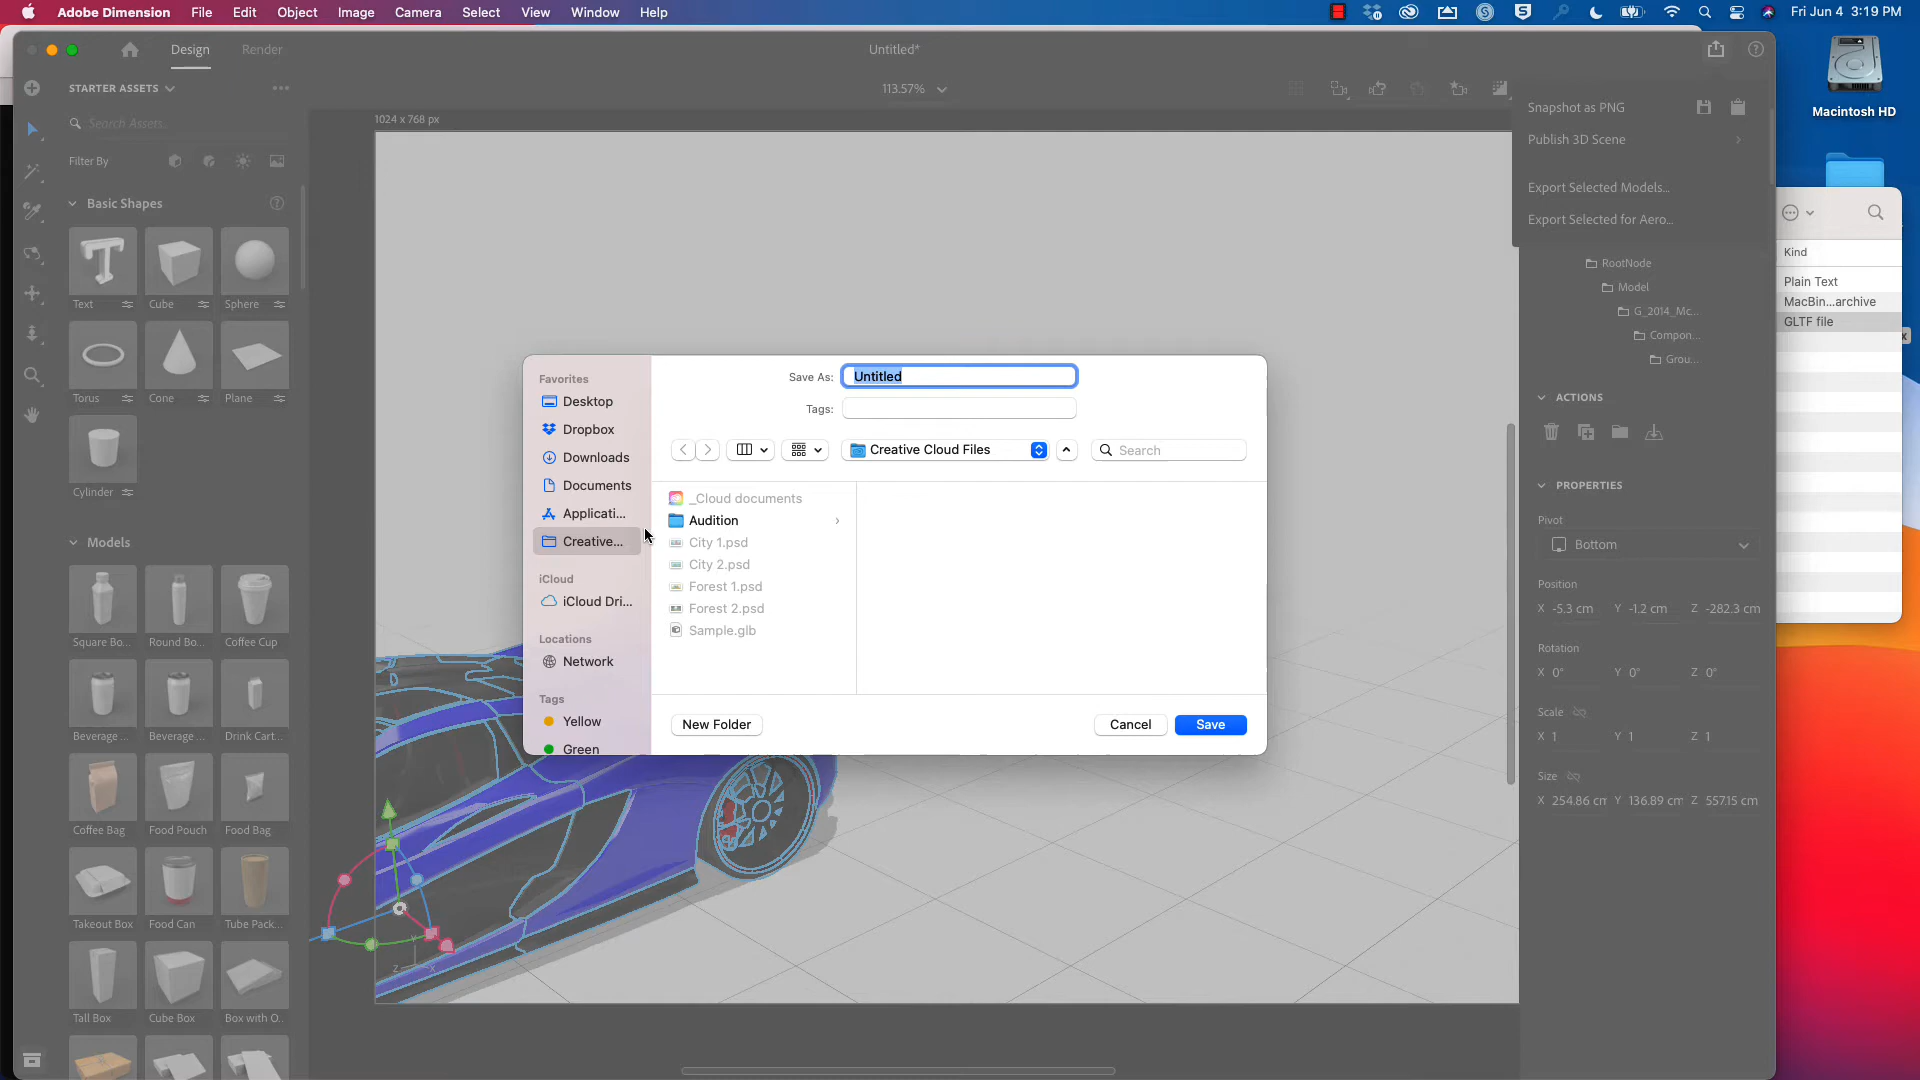 Adobe Dimension File Edit Object Image Camera Select View Window Help Fri Jun 4 3:19 PM
Design Render Untitled*
STARTER ASSETS 113.57%
Search Assets
1024 x 768 px
Filter By
Basic Shapes
Text Cube Sphere
Torus Cone Plane
Cylinder
Models
Square Bo... Round Bo... Coffee Cup
Beverage ... Beverage ... Drink Cart...
Coffee Bag Food Pouch Food Bag
Takeout Box Food Can Tube Pack...
Tall Box Cube Box Box with O...
Save As: Untitled
Tags:
Creative Cloud Files Search
Favorites
Desktop
Dropbox
Downloads
Documents
Applicati...
Creative...
iCloud
iCloud Dri...
Locations
Network
Tags
Yellow
Green
_Cloud documents
Audition
City 1.psd
City 2.psd
Forest 1.psd
Forest 2.psd
Sample.glb
New Folder Cancel Save
Z X Y
Snapshot as PNG
Publish 3D Scene
Export Selected Models...
Export Selected for Aero...
RootNode
Model
G_2014_Mc...
Compon...
Grou...
ACTIONS
PROPERTIES
Pivot
Bottom
Position
X -5.3 cm Y -1.2 cm Z -282.3 cm
Rotation
X 0° Y 0° Z 0°
Scale
X 1 Y 1 Z 1
Size
X 254.86 cm Y 136.89 cm Z 557.15 cm
Macintosh HD
Kind
Plain Text
MacBin...archive
GLTF file